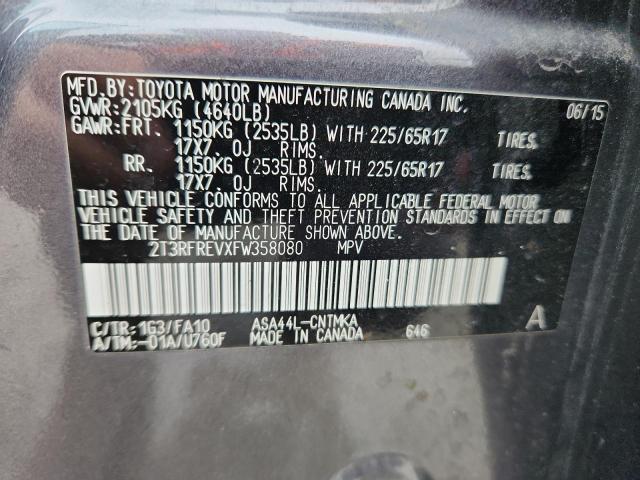 MFD. BY: TOYOTA MOTOR MANUFACTURING CANADA INC.
GVWR: 2105KG (4640LB) 06/15
GAWR: FRT. 1150KG (2535LB) WITH 225/65R17 TIRES,
17X7.0J RIMS.
RR. 1150KG (2535LB) WITH 225/65R17 TIRES,
17X7.0J RIMS.
THIS VEHICLE CONFORMS TO ALL APPLICABLE FEDERAL MOTOR
VEHICLE SAFETY AND THEFT PREVENTION STANDARDS IN EFFECT ON
THE DATE OF MANUFACTURE SHOWN ABOVE.
2T3RFREVXFW358080 MPV
C/TR: 1G3/FA10 ASA44L-CNTMKA 646 A
A/TM: -01A/U760F MADE IN CANADA